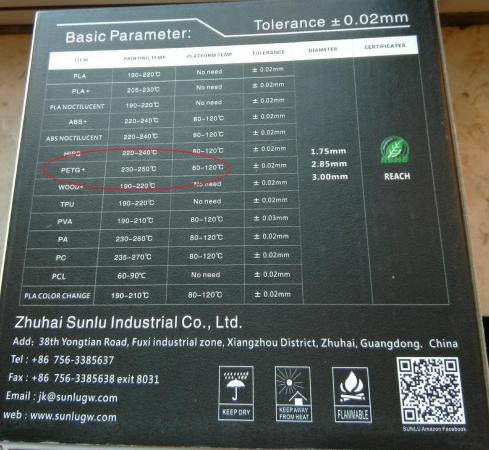 Basic Parameter: Tolerance ±0.02mm
ITEM PRINTING TEMP PLATFORM TEMP TOLERANCE DIAMETER CERTIFICATES
PLA 190-220℃ No need ± 0.02mm
PLA+ 205-230℃ No need ± 0.02mm
PLA NOCTILUCENT 190-220℃ No need ± 0.02mm
ABS+ 220-240℃ 80-120℃ ± 0.02mm
ABS NOCTILUCENT 220-240℃ 80-120℃ ± 0.02mm
HIPS 220-240℃ 80-120℃ ± 0.02mm 1.75mm
PETG+ 230-250℃ 80-120℃ ± 0.02mm 2.85mm
WOOD+ 190-220℃ No need ± 0.02mm 3.00mm REACH
TPU 190-220℃ No need ± 0.02mm
PVA 190-210℃ 80-120℃ ± 0.03mm
PA 230-260℃ 80-120℃ ± 0.02mm
PC 235-270℃ 80-120℃ ± 0.02mm
PCL 60-90℃ No need ± 0.02mm
PLA COLOR CHANGE 190-210℃ 80-120℃ ± 0.02mm
Zhuhai Sunlu Industrial Co., Ltd.
Add: 38th Yongtian Road, Fuxi industrial zone, Xiangzhou District, Zhuhai, Guangdong, China
Tel : +86 756-3385637
Fax : +86 756-3385638 exit 8031
Email : jk@sunlugw.com
web : www.sunlugw.com
KEEP DRY
KEEP AWAY
FROM HEAT
FLAMMABLE
SUNLU Amazon Facebook